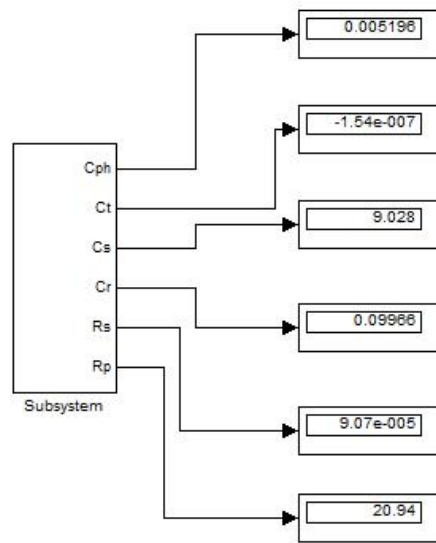 0.005196
-1.54e-007
Cph
Ct
9.028
Cs
Cr
0.09966
Rs
Rp
Subsystem
9.07e-005
20.94